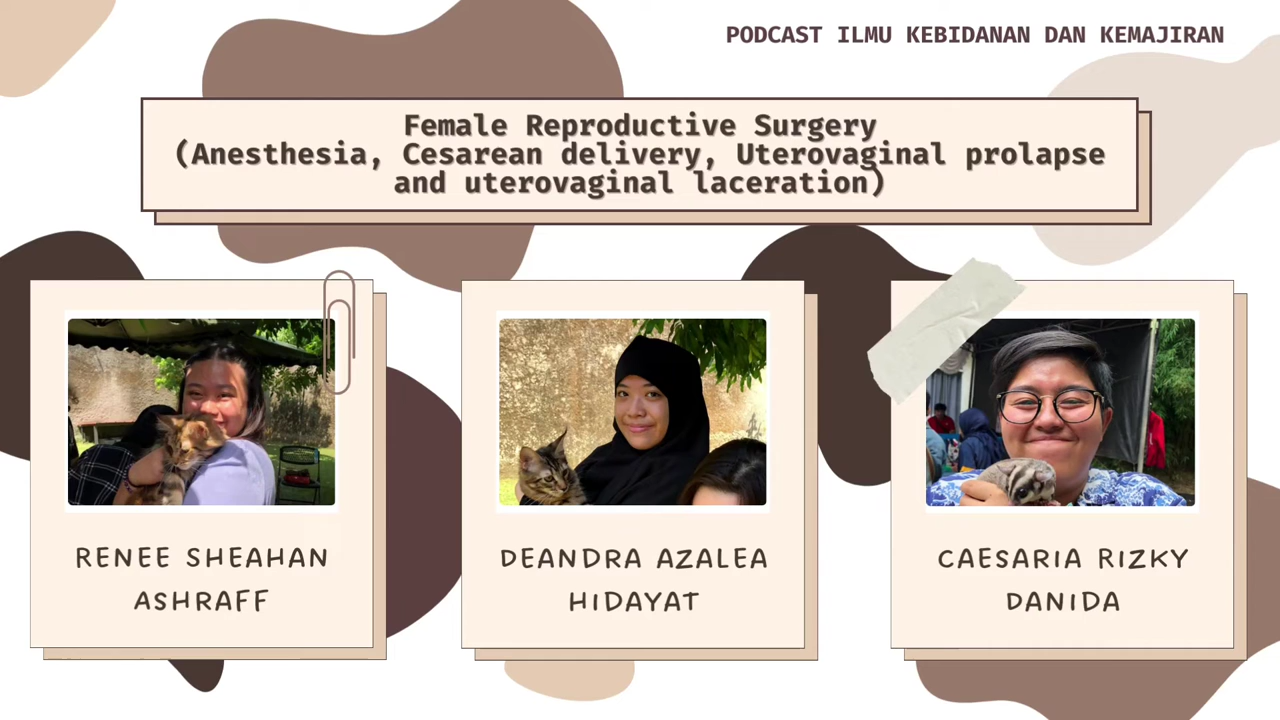 PODCAST ILMU KEBIDANAN DAN KEMAJIRAN
Female Reproductive Surgery
(Anesthesia, Cesarean delivery, Uterovaginal prolapse
and uterovaginal laceration)
RENEE SHEAHAN
ASHRAFF
DEANDRA AZALEA
HIDAYAT
CAESARIA RIZKY
DANIDA